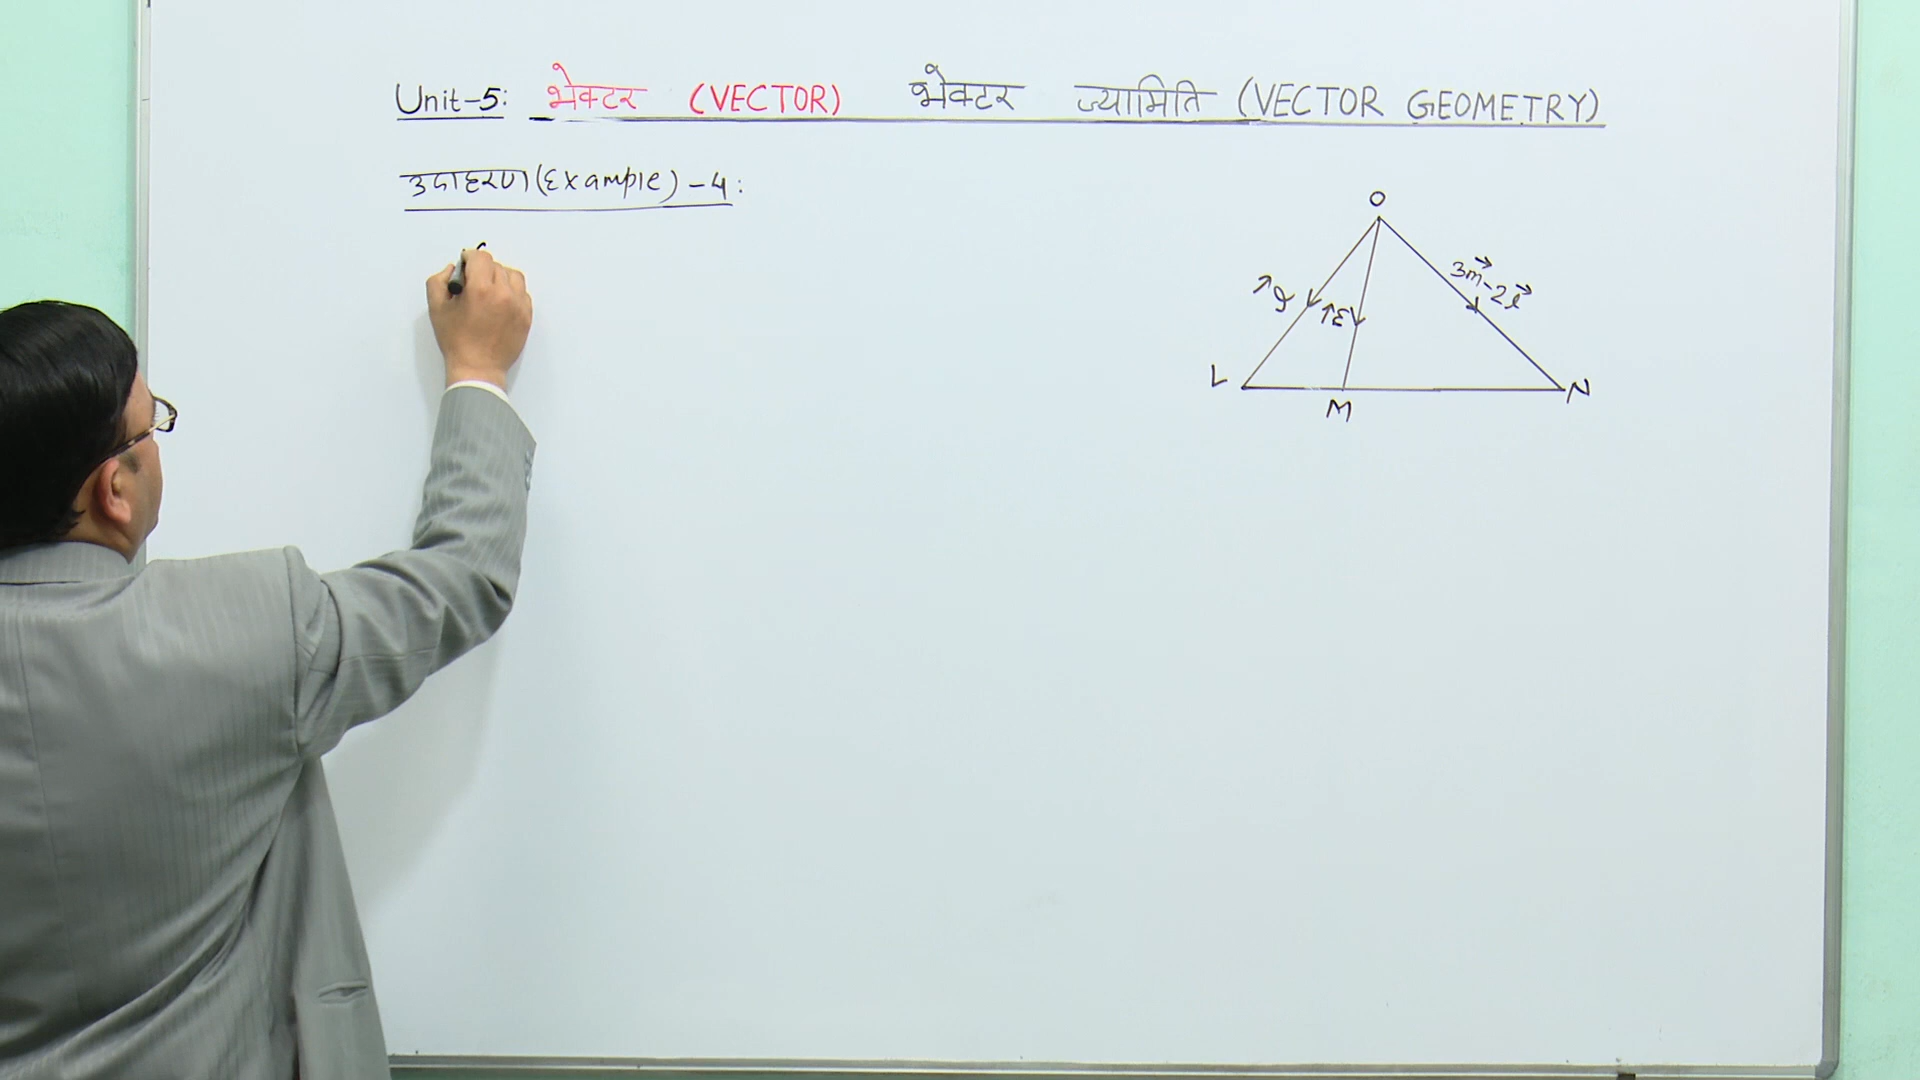 Unit-5: भेक्टर (VECTOR) भेक्टर ज्यामिति (VECTOR GEOMETRY)
उदाहरण (Example) - 4:
O
3m⃗-2l⃗
l⃗
m⃗
L
M
N